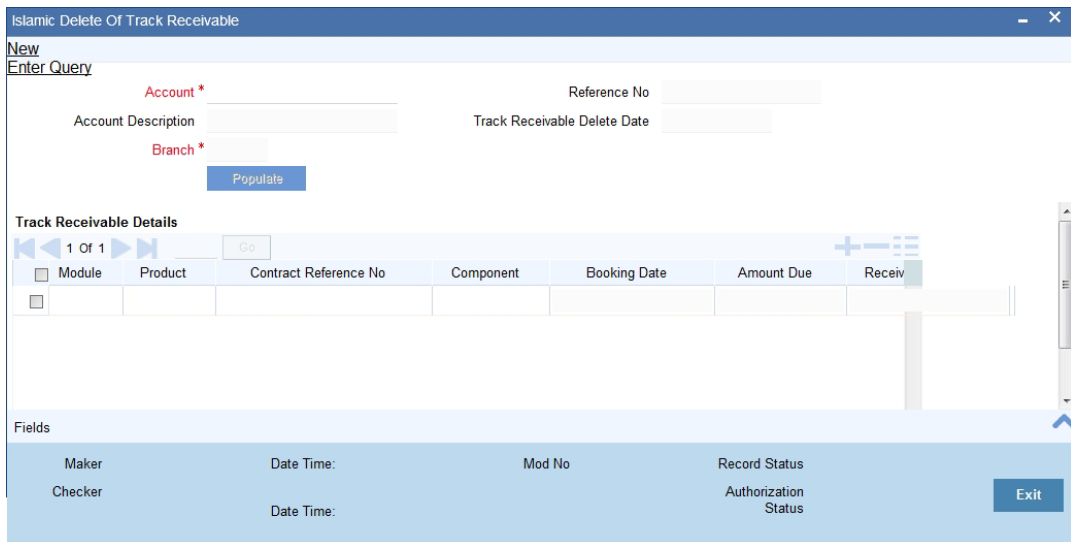 Islamic Delete Of Track Receivable
New
Enter Query
Account * Reference No
Account Description Track Receivable Delete Date
Branch *
Populate
Track Receivable Details
1 Of 1 Go
Module Product Contract Reference No Component Booking Date Amount Due Receiv
Fields
Maker Date Time: Mod No Record Status
Checker Authorization
Date Time: Status
Exit